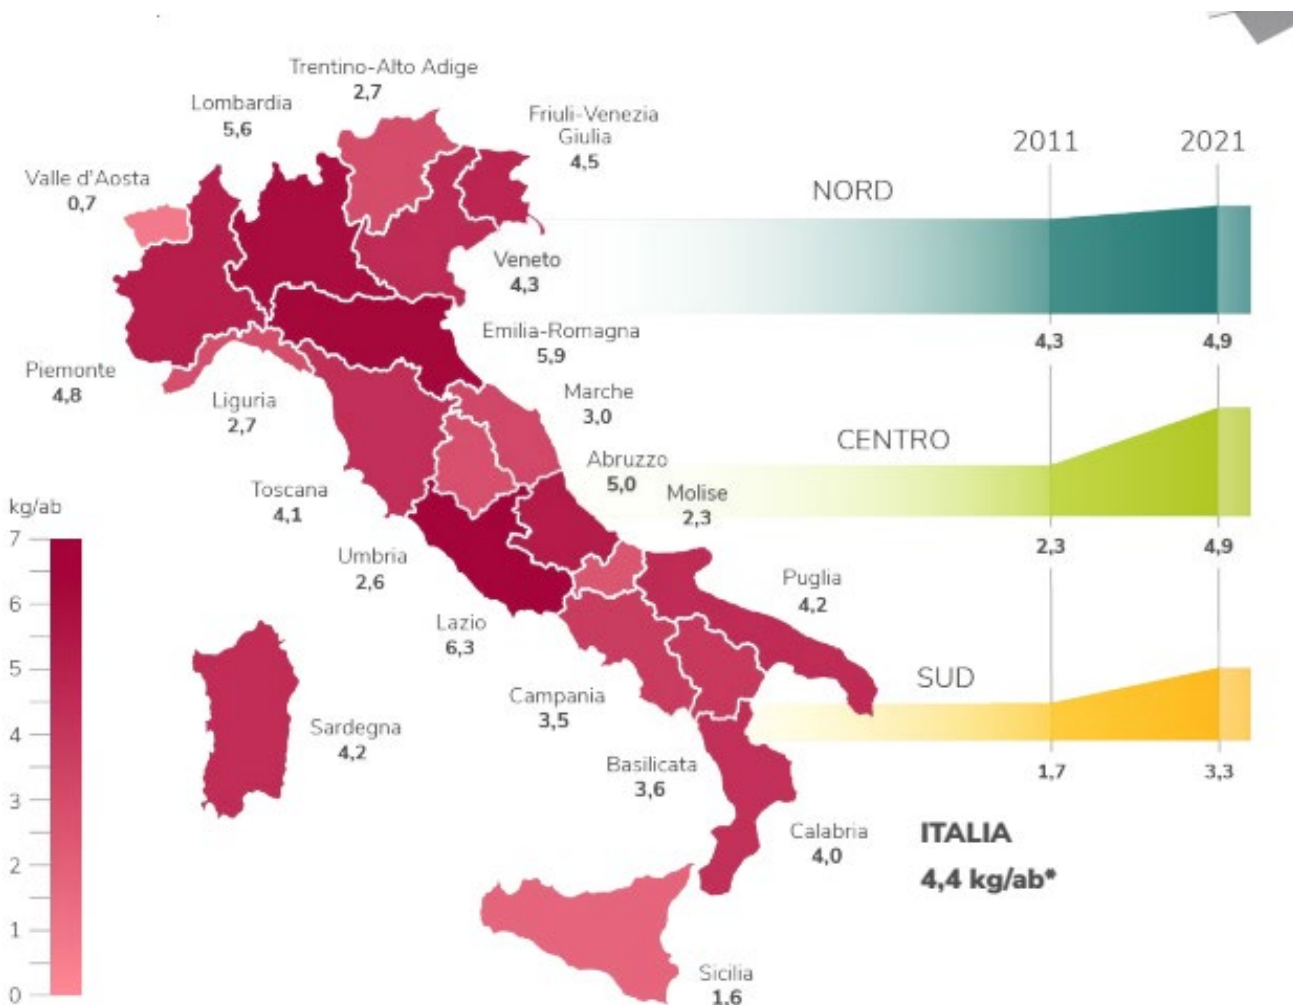 Trentino-Alto Adige
2,7
Lombardia
5,6
Friuli-Venezia
Giulia
4,5
Valle d'Aosta
0,7
Veneto
4,3
Emilia-Romagna
5,9
Piemonte
4,8
Liguria
2,7
Marche
3,0
Abruzzo
5,0
Molise
2,3
Toscana
4,1
Umbria
2,6
Lazio
6,3
Puglia
4,2
Campania
3,5
Sardegna
4,2
Basilicata
3,6
Calabria
4,0
Sicilia
1,6
kg/ab
7
6
5
4
3
2
1
0
2011 2021
NORD
4,3 4,9
CENTRO
2,3 4,9
SUD
1,7 3,3
ITALIA
4,4 kg/ab*